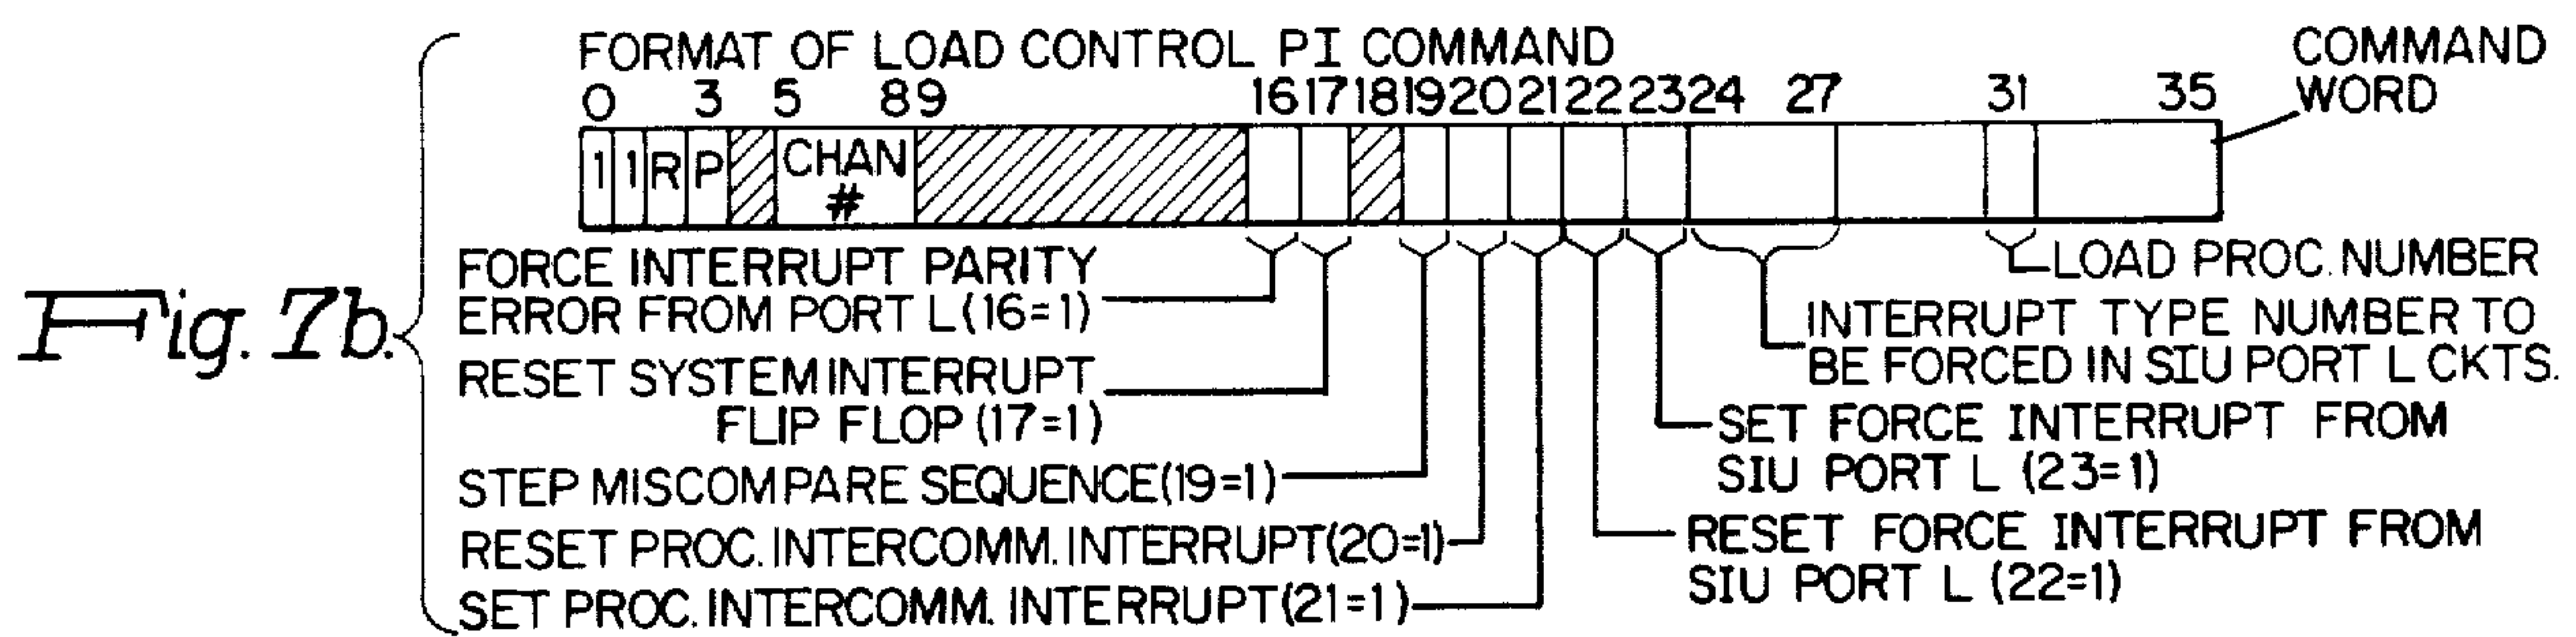 FORMAT OF LOAD CONTROL PI COMMAND
COMMAND
WORD
0 3 5 8 9 16 17 18 19 20 21 22 23 24 27 31 35
1 1 R P CHAN
#
FORCE INTERRUPT PARITY
ERROR FROM PORT L(16=1)
RESET SYSTEM INTERRUPT
FLIP FLOP (17=1)
STEP MISCOMPARE SEQUENCE(19=1)
RESET PROC. INTERCOMM. INTERRUPT(20=1)
SET PROC. INTERCOMM. INTERRUPT(21=1)
LOAD PROC. NUMBER
INTERRUPT TYPE NUMBER TO
BE FORCED IN SIU PORT L CKTS.
SET FORCE INTERRUPT FROM
SIU PORT L (23=1)
RESET FORCE INTERRUPT FROM
SIU PORT L (22=1)
Fig. 7b.